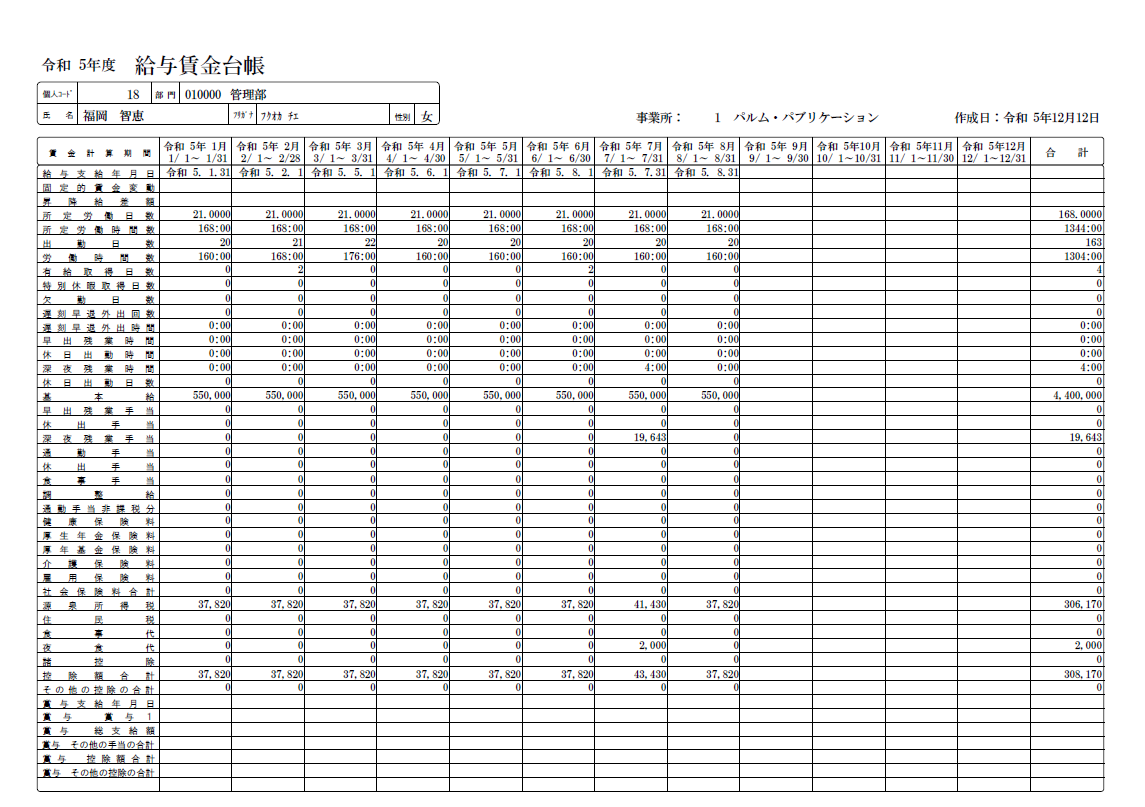 令和 5年度 給与賃金台帳
個人コード 18 部門 010000 管理部
氏名 福岡 智恵 フリガナ フクオカ チエ 性別 女
事業所： 1 パルム・パブリケーション 作成日：令和 5年12月12日
賃金計算期間 令和 5年 1月 令和 5年 2月 令和 5年 3月 令和 5年 4月 令和 5年 5月 令和 5年 6月 令和 5年 7月 令和 5年 8月 令和 5年 9月 令和 5年10月 令和 5年11月 令和 5年12月 合計
1/ 1～ 1/31 2/ 1～ 2/28 3/ 1～ 3/31 4/ 1～ 4/30 5/ 1～ 5/31 6/ 1～ 6/30 7/ 1～ 7/31 8/ 1～ 8/31 9/ 1～ 9/30 10/ 1～10/31 11/ 1～11/30 12/ 1～12/31
給与支給年月日 令和 5. 1.31 令和 5. 2. 1 令和 5. 5. 1 令和 5. 6. 1 令和 5. 7. 1 令和 5. 8. 1 令和 5. 7.31 令和 5. 8.31
固定的賃金変動
昇降給差額
所定労働日数 21.0000 21.0000 21.0000 21.0000 21.0000 21.0000 21.0000 21.0000 168.0000
所定労働時間数 168:00 168:00 168:00 168:00 168:00 168:00 168:00 168:00 1344:00
出勤日数 20 21 22 20 20 20 20 20 163
労働時間数 160:00 168:00 176:00 160:00 160:00 160:00 160:00 160:00 1304:00
有給取得日数 0 2 0 0 0 2 0 0 4
特別休暇取得日数 0 0 0 0 0 0 0 0 0
欠勤日数 0 0 0 0 0 0 0 0 0
遅刻早退外出回数 0 0 0 0 0 0 0 0 0
遅刻早退外出時間 0:00 0:00 0:00 0:00 0:00 0:00 0:00 0:00 0:00
早出残業時間 0:00 0:00 0:00 0:00 0:00 0:00 0:00 0:00 0:00
休日出勤時間 0:00 0:00 0:00 0:00 0:00 0:00 0:00 0:00 0:00
深夜残業時間 0:00 0:00 0:00 0:00 0:00 0:00 4:00 0:00 4:00
休日出勤日数 0 0 0 0 0 0 0 0 0
基本給 550,000 550,000 550,000 550,000 550,000 550,000 550,000 550,000 4,400,000
早出残業手当 0 0 0 0 0 0 0 0 0
休出手当 0 0 0 0 0 0 0 0 0
深夜残業手当 0 0 0 0 0 0 19,643 0 19,643
通勤手当 0 0 0 0 0 0 0 0 0
休出手当 0 0 0 0 0 0 0 0 0
食事手当 0 0 0 0 0 0 0 0 0
調整給 0 0 0 0 0 0 0 0 0
通勤手当非課税分 0 0 0 0 0 0 0 0 0
健康保険料 0 0 0 0 0 0 0 0 0
厚生年金保険料 0 0 0 0 0 0 0 0 0
厚年基金保険料 0 0 0 0 0 0 0 0 0
介護保険料 0 0 0 0 0 0 0 0 0
雇用保険料 0 0 0 0 0 0 0 0 0
社会保険料合計 0 0 0 0 0 0 0 0 0
源泉所得税 37,820 37,820 37,820 37,820 37,820 37,820 41,430 37,820 306,170
住民税 0 0 0 0 0 0 0 0 0
食事代 0 0 0 0 0 0 0 0 0
夜食代 0 0 0 0 0 0 2,000 0 2,000
諸控除 0 0 0 0 0 0 0 0 0
控除額合計 37,820 37,820 37,820 37,820 37,820 37,820 43,430 37,820 308,170
その他の控除の合計 0 0 0 0 0 0 0 0 0
賞与支給年月日
賞与 賞与1
賞与 総支給額
賞与 その他の手当の合計
賞与 控除額合計
賞与 その他の控除の合計